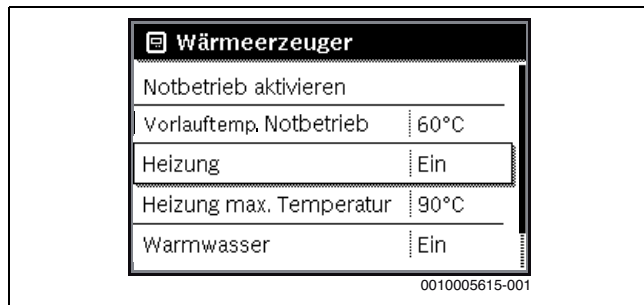 Wärmeerzeuger
Notbetrieb aktivieren
Vorlauftemp. Notbetrieb 60°C
Heizung Ein
Heizung max. Temperatur 90°C
Warmwasser Ein
0010005615-001